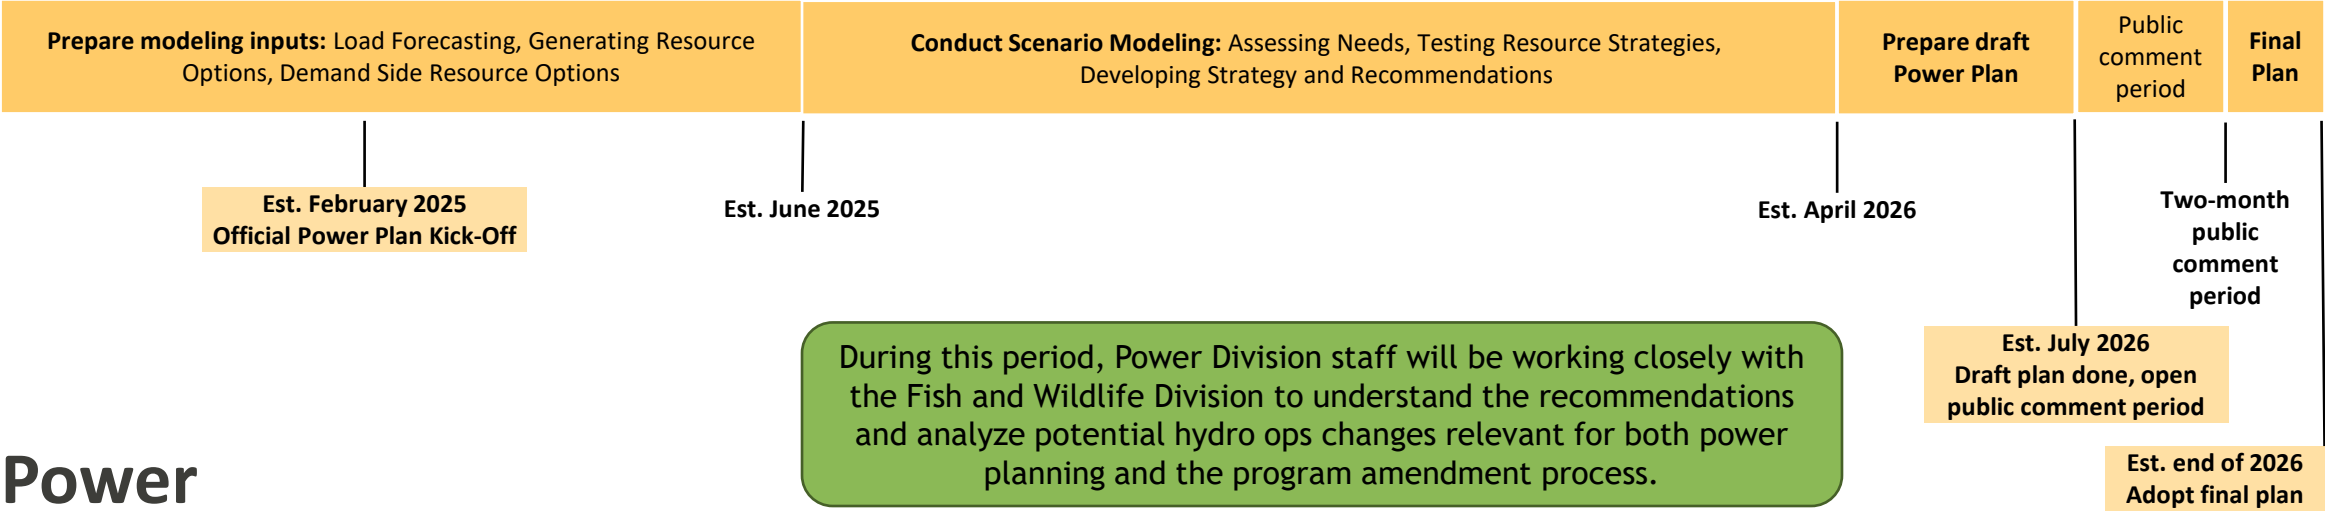 Prepare modeling inputs: Load Forecasting, Generating Resource
Options, Demand Side Resource Options
Conduct Scenario Modeling: Assessing Needs, Testing Resource Strategies,
Developing Strategy and Recommendations
Prepare draft
Power Plan
Public
comment
period
Final
Plan
Est. February 2025
Official Power Plan Kick-Off
Est. June 2025
Est. April 2026
Two-month
public
comment
period
Est. July 2026
Draft plan done, open
public comment period
Est. end of 2026
Adopt final plan
During this period, Power Division staff will be working closely with
the Fish and Wildlife Division to understand the recommendations
and analyze potential hydro ops changes relevant for both power
planning and the program amendment process.
Power